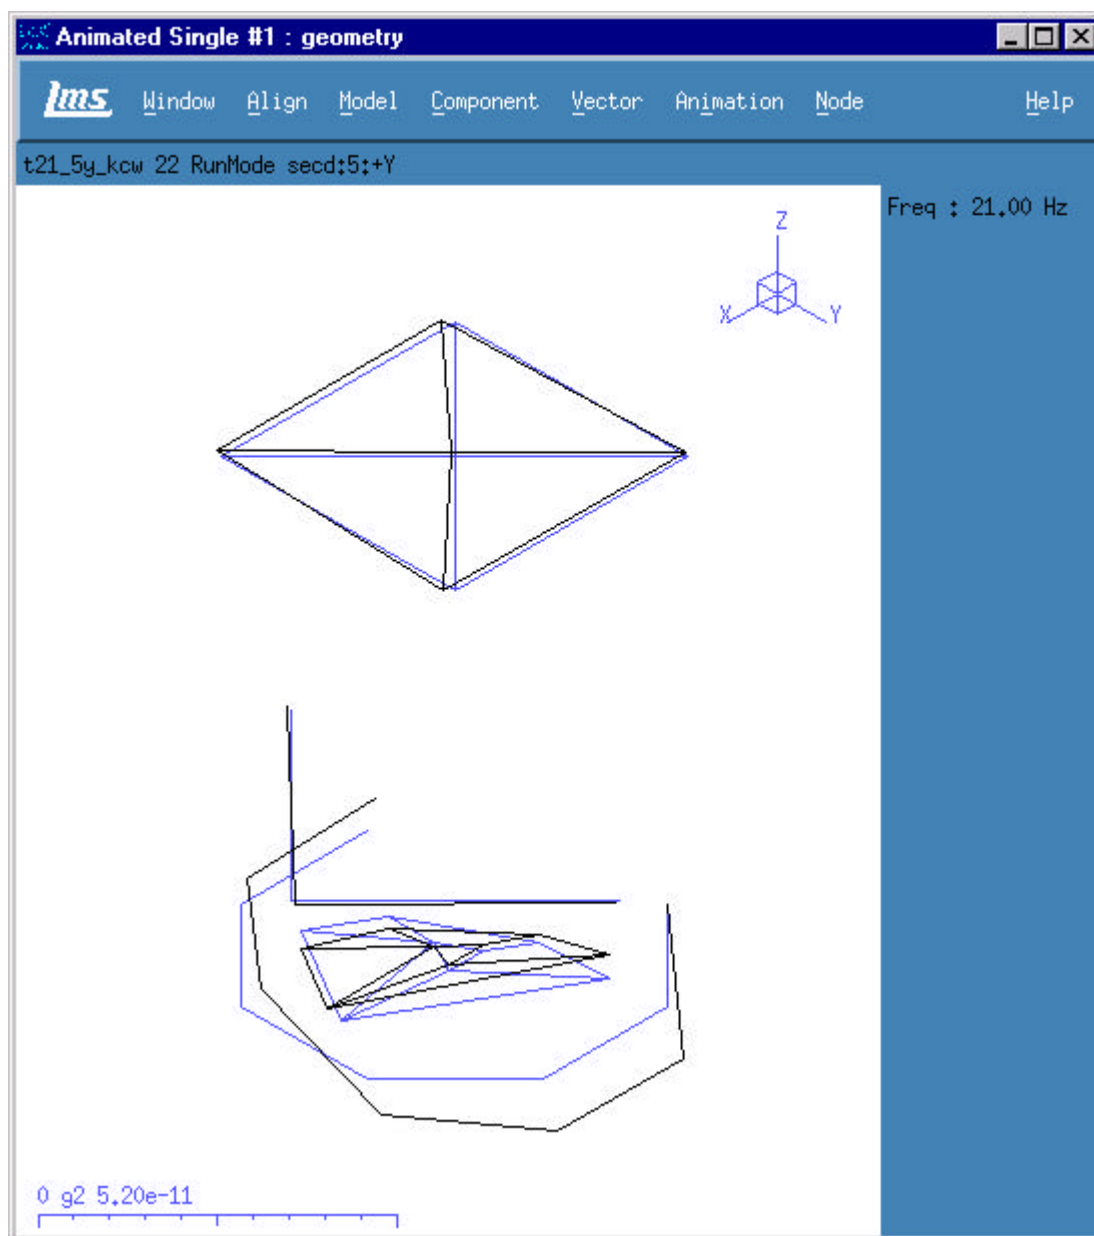 Animated Single #1 : geometry
lms Window Align Model Component Vector Animation Node Help
t21_5y_kcw 22 RunMode secd:5:+Y
Freq : 21.00 Hz
Z
X Y
0 g2 5.20e-11